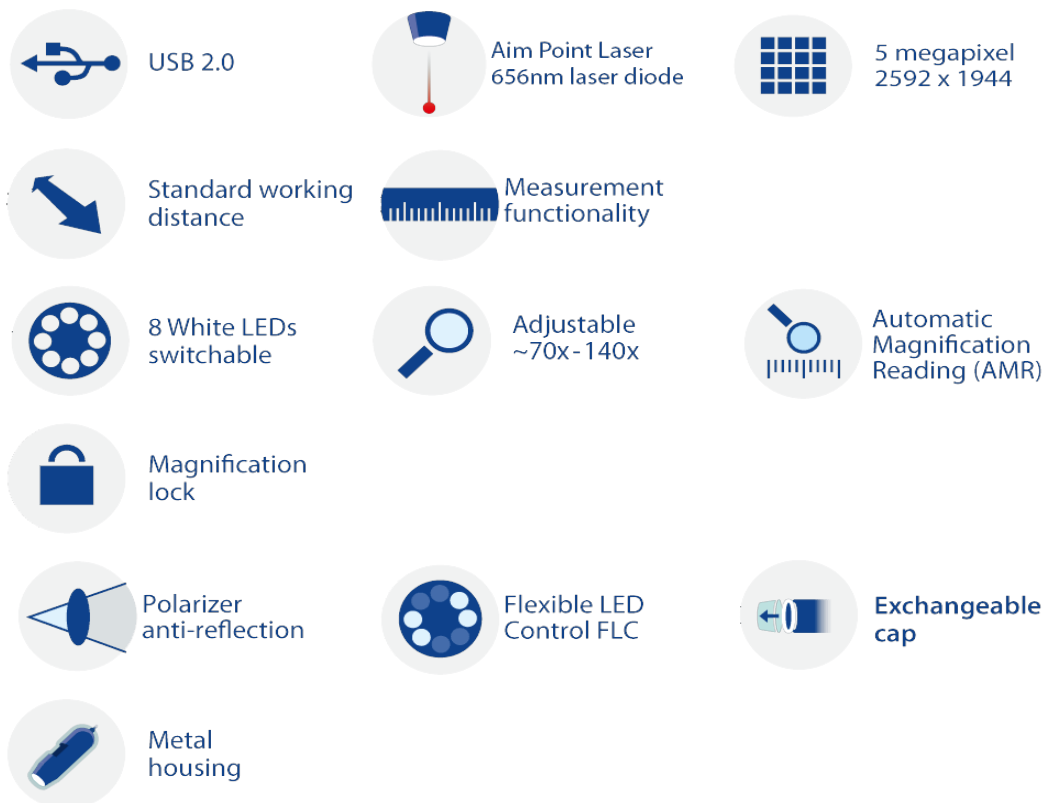 USB 2.0
Aim Point Laser
656nm laser diode
5 megapixel
2592 x 1944
Standard working
distance
Measurement
functionality
8 White LEDs
switchable
Adjustable
~70x-140x
Automatic
Magnification
Reading (AMR)
Magnification
lock
Polarizer
anti-reflection
Flexible LED
Control FLC
Exchangeable
cap
Metal
housing